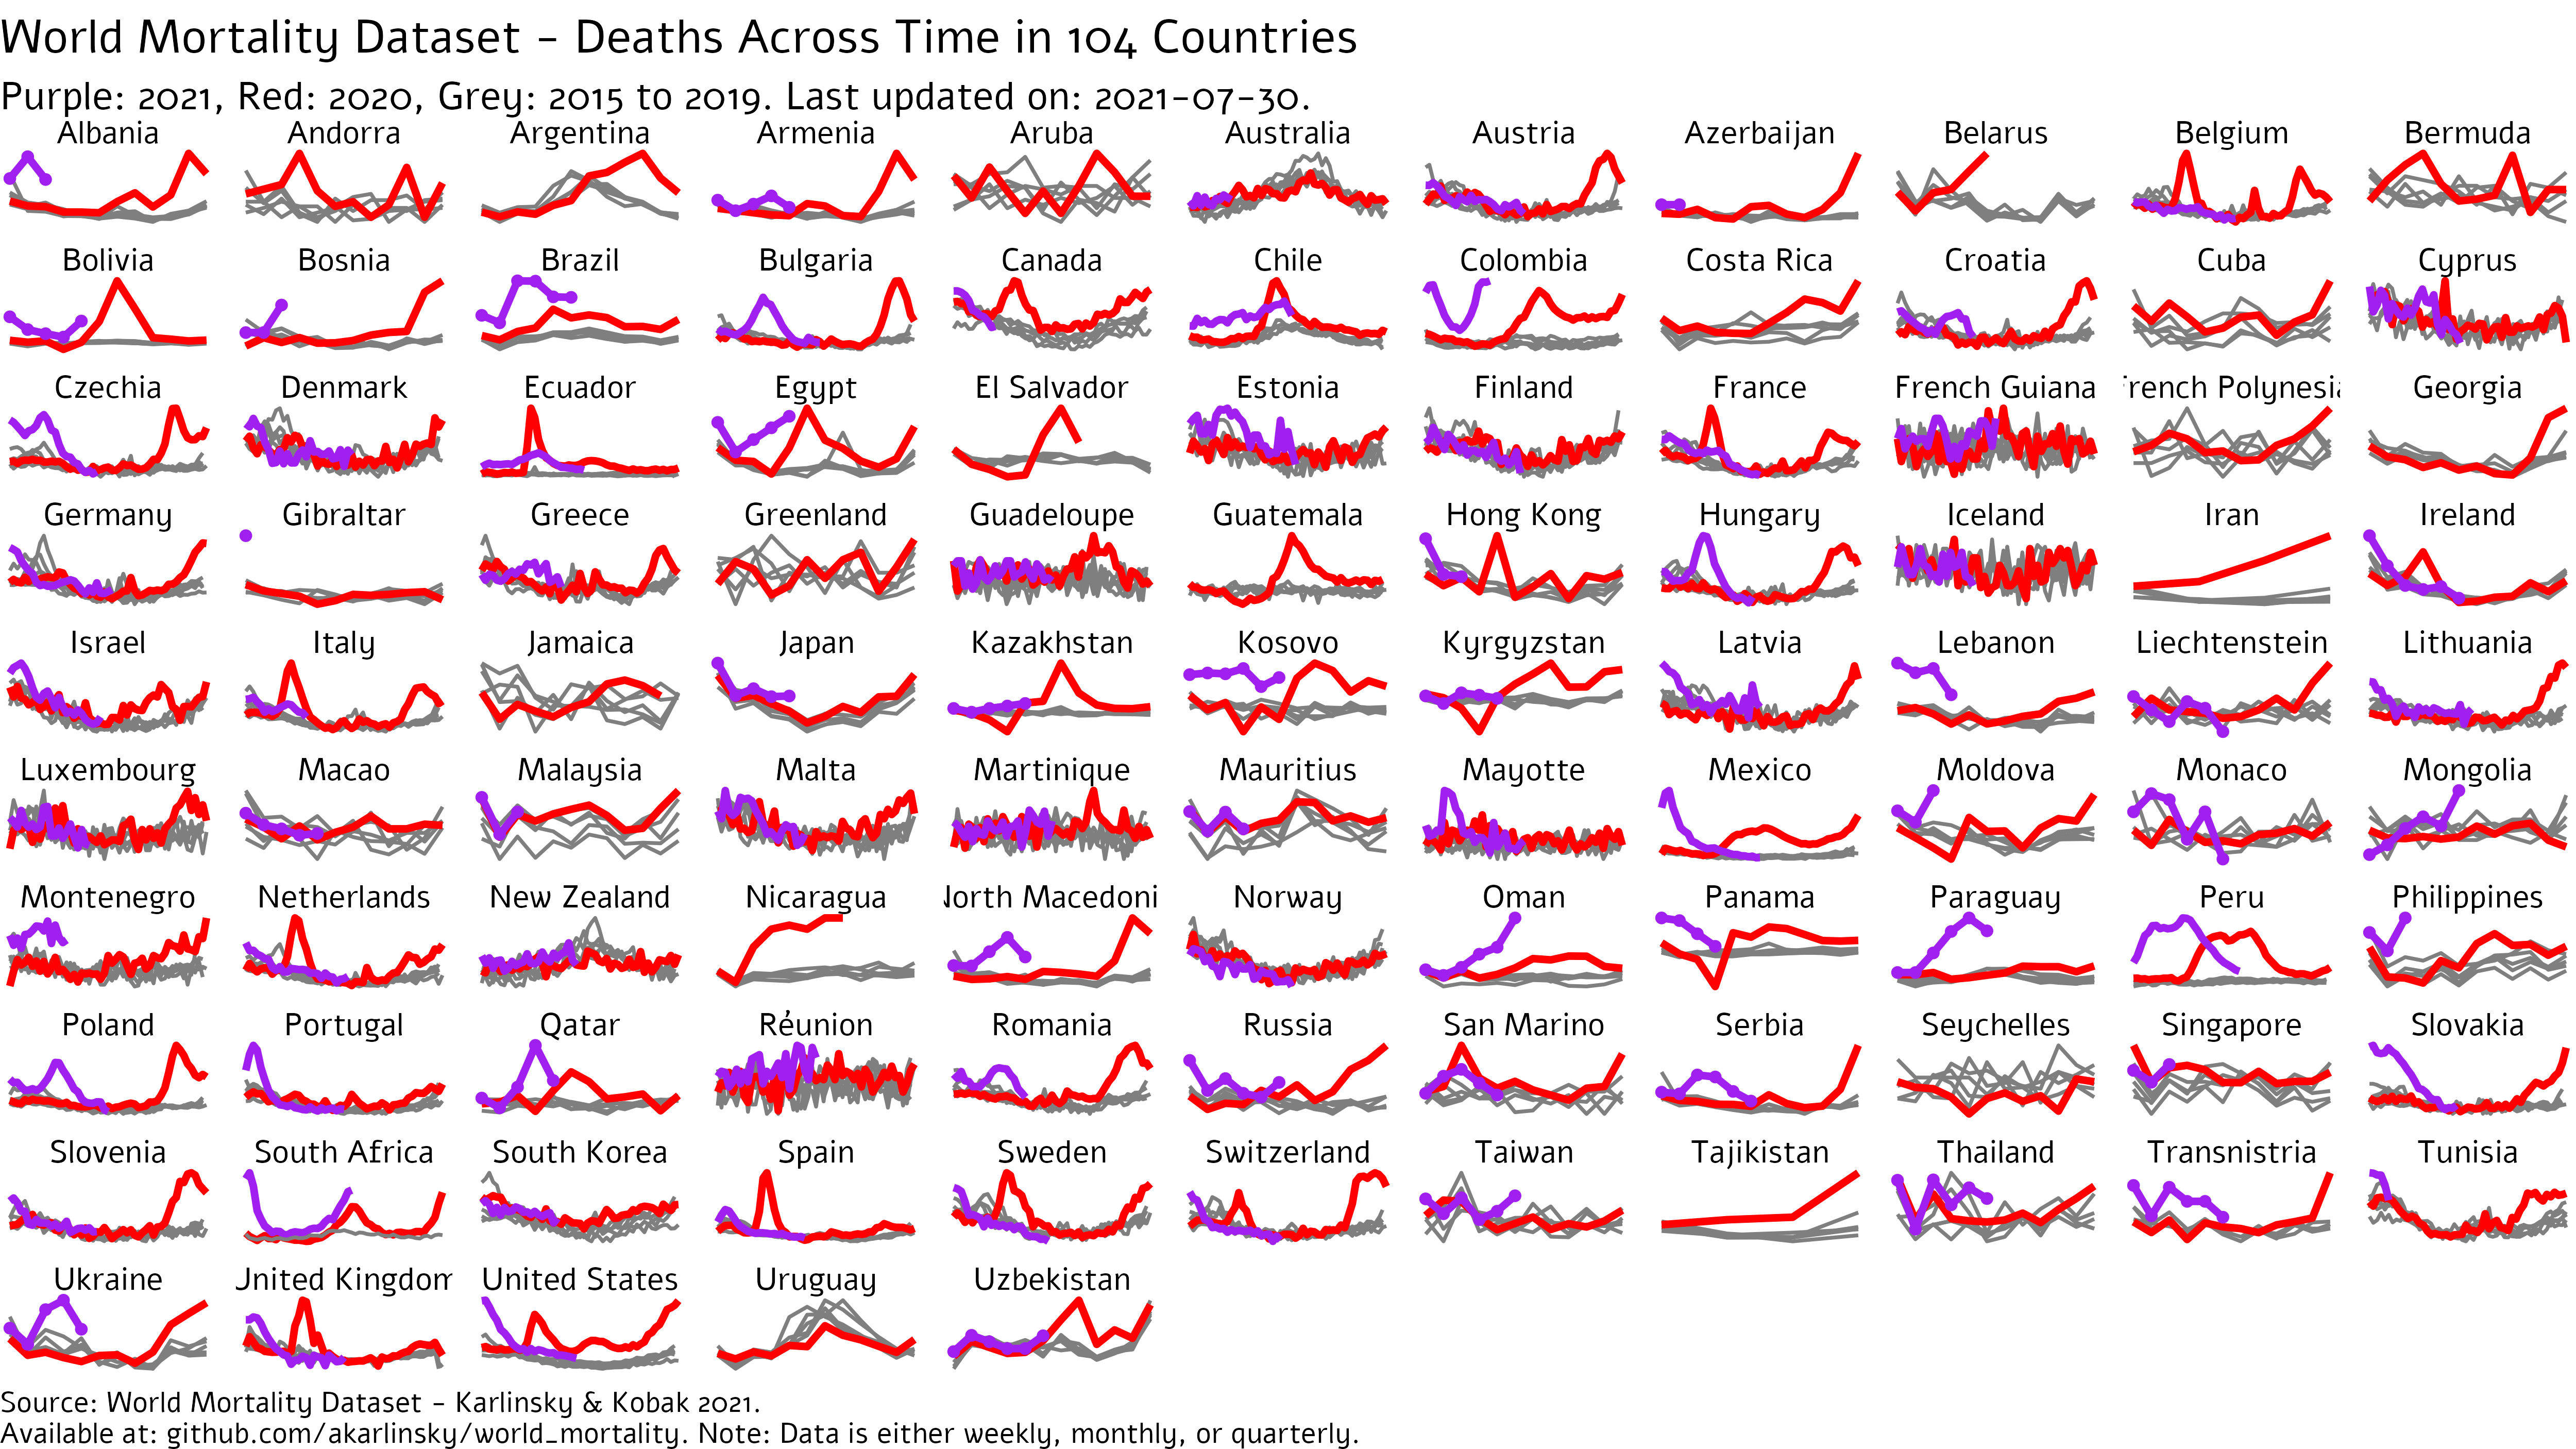 World Mortality Dataset - Deaths Across Time in 104 Countries
Purple: 2021, Red: 2020, Grey: 2015 to 2019. Last updated on: 2021-07-30.
Albania Andorra Argentina Armenia Aruba Australia Austria Azerbaijan Belarus Belgium Bermuda
Bolivia Bosnia Brazil Bulgaria Canada Chile Colombia Costa Rica Croatia Cuba Cyprus
Czechia Denmark Ecuador Egypt El Salvador Estonia Finland France French Guiana French Polynesia Georgia
Germany Gibraltar Greece Greenland Guadeloupe Guatemala Hong Kong Hungary Iceland Iran Ireland
Israel Italy Jamaica Japan Kazakhstan Kosovo Kyrgyzstan Latvia Lebanon Liechtenstein Lithuania
Luxembourg Macao Malaysia Malta Martinique Mauritius Mayotte Mexico Moldova Monaco Mongolia
Montenegro Netherlands New Zealand Nicaragua North Macedoni Norway Oman Panama Paraguay Peru Philippines
Poland Portugal Qatar Réunion Romania Russia San Marino Serbia Seychelles Singapore Slovakia
Slovenia South Africa South Korea Spain Sweden Switzerland Taiwan Tajikistan Thailand Transnistria Tunisia
Ukraine United Kingdom United States Uruguay Uzbekistan
Source: World Mortality Dataset - Karlinsky & Kobak 2021.
Available at: github.com/akarlinsky/world_mortality. Note: Data is either weekly, monthly, or quarterly.